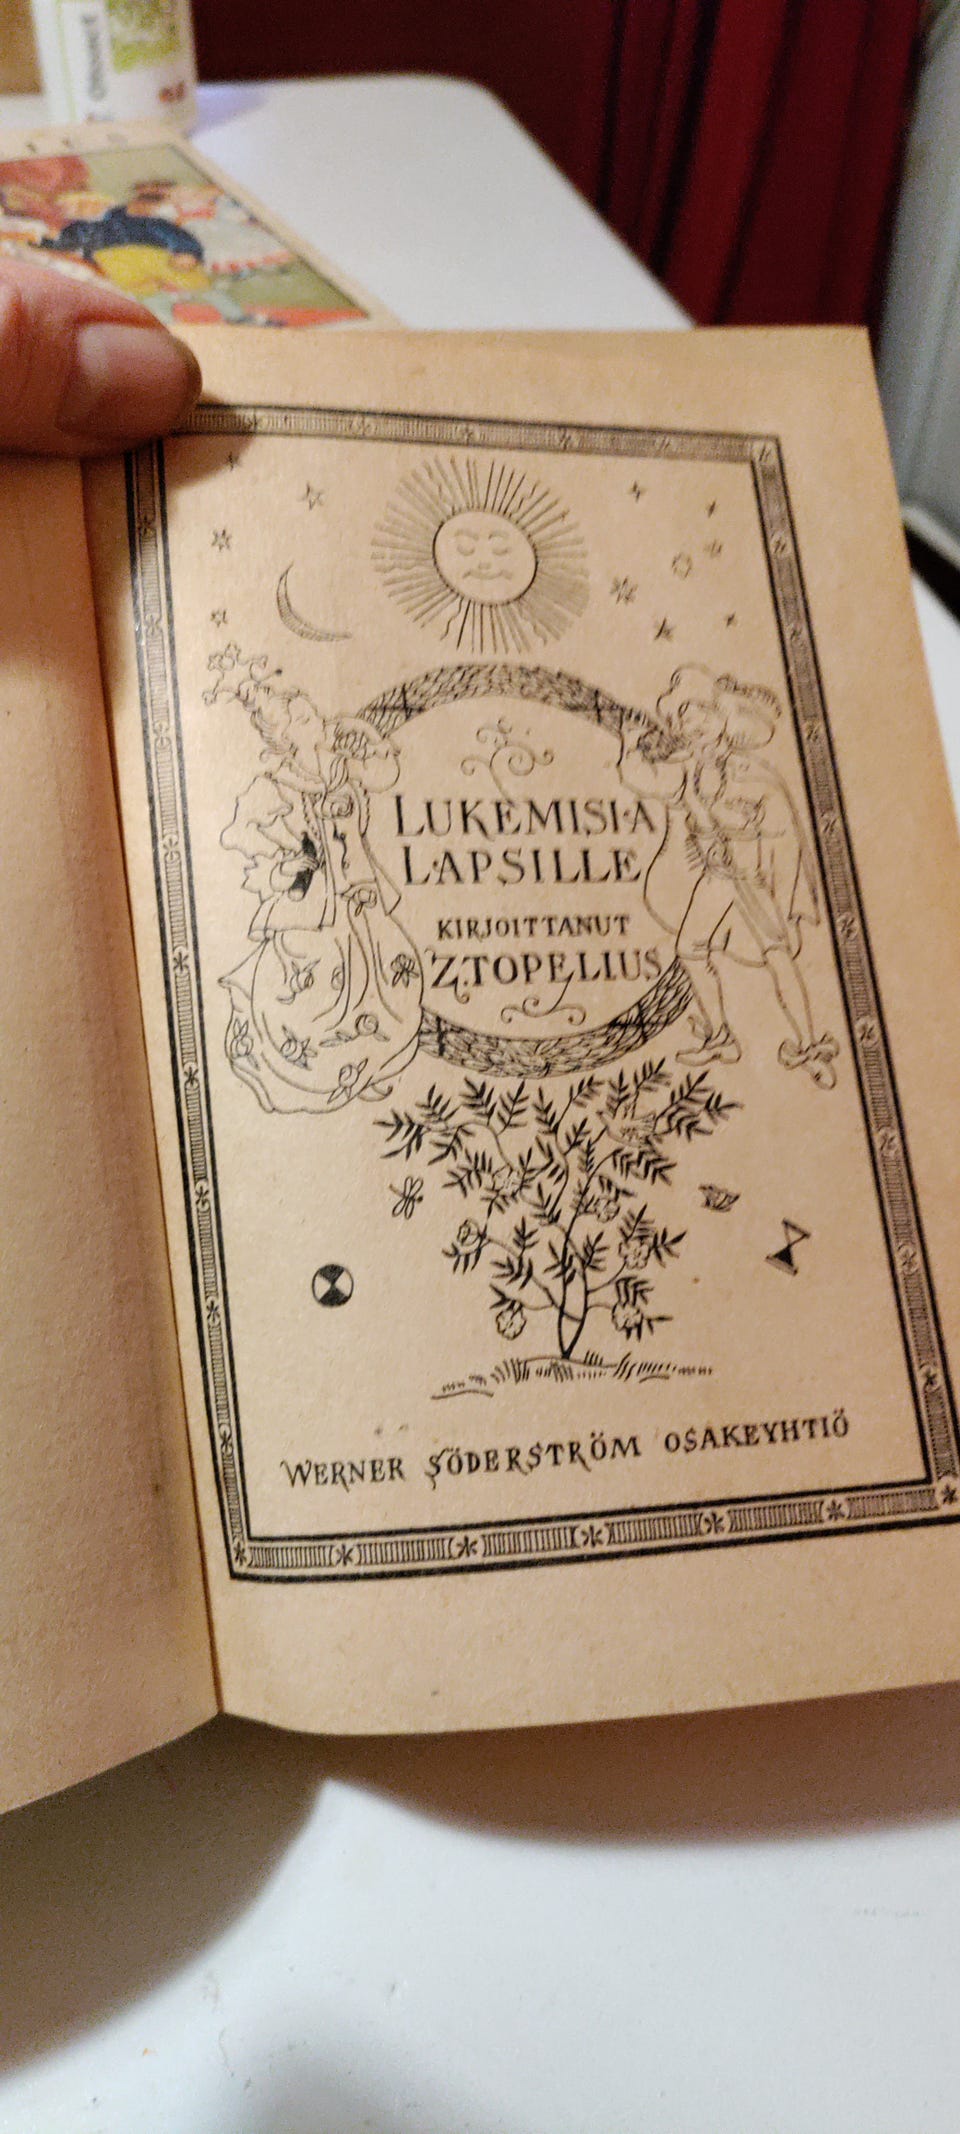 LUKEMISIA
LAPSILLE
KIRJOITTANUT
Z.TOPELIUS
WERNER SÖDERSTRÖM OSAKEYHTIÖ